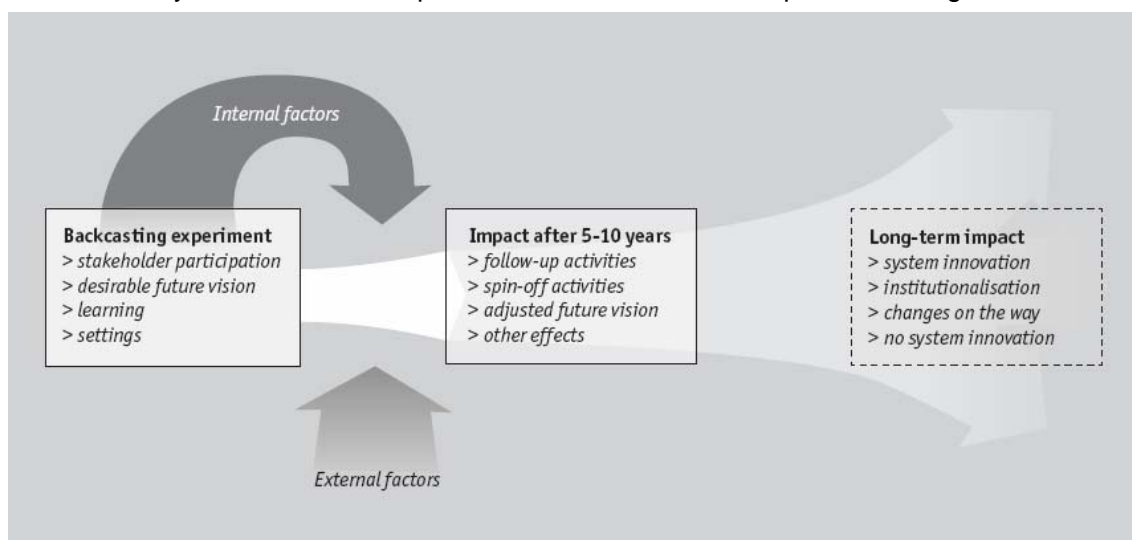 Internal factors
Backcasting experiment
> stakeholder participation
> desirable future vision
> learning
> settings
Impact after 5-10 years
> follow-up activities
> spin-off activities
> adjusted future vision
> other effects
Long-term impact
> system innovation
> institutionalisation
> changes on the way
> no system innovation
External factors